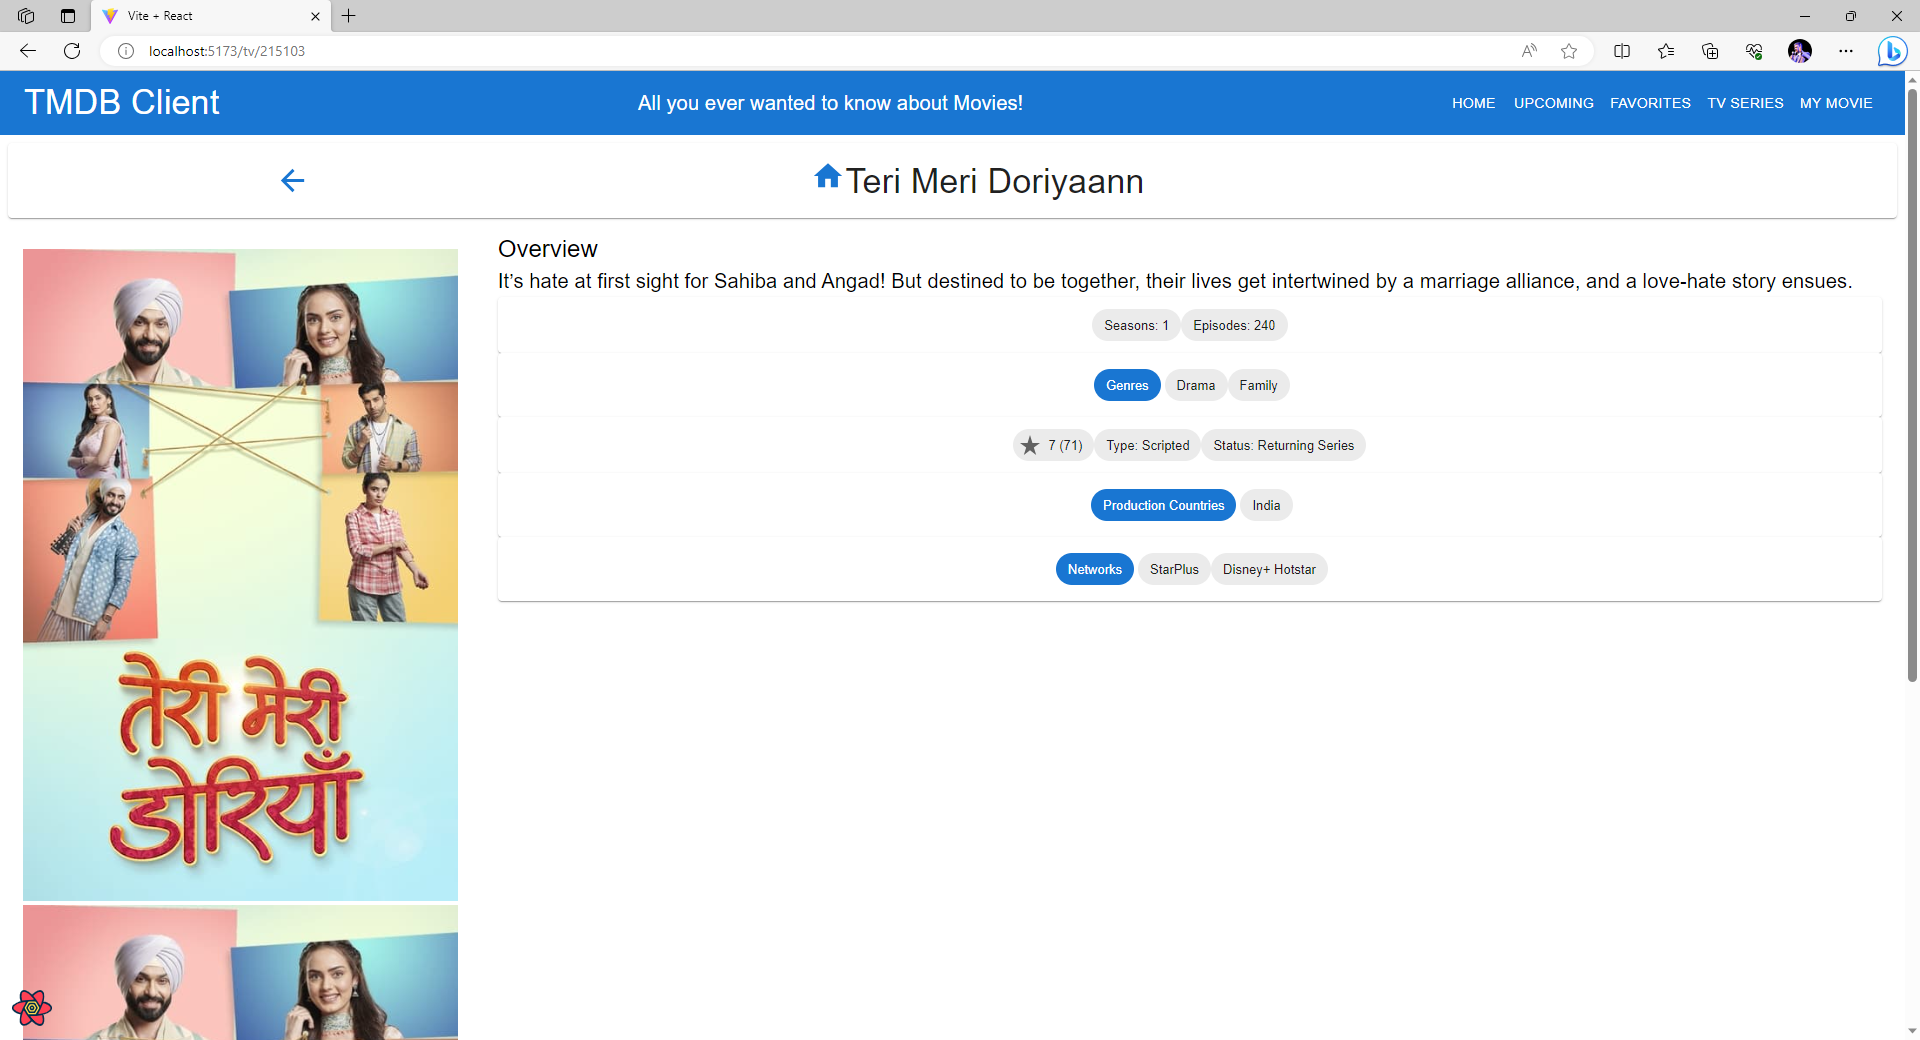 Vite + React
localhost:5173/tv/215103
TMDB Client
All you ever wanted to know about Movies!
HOME UPCOMING FAVORITES TV SERIES MY MOVIE
Teri Meri Doriyaann
Overview
It’s hate at first sight for Sahiba and Angad! But destined to be together, their lives get intertwined by a marriage alliance, and a love-hate story ensues.
Seasons: 1 Episodes: 240
Genres Drama Family
7 (71) Type: Scripted Status: Returning Series
Production Countries India
Networks StarPlus Disney+ Hotstar
तेरी मेरी
डोरियाँ